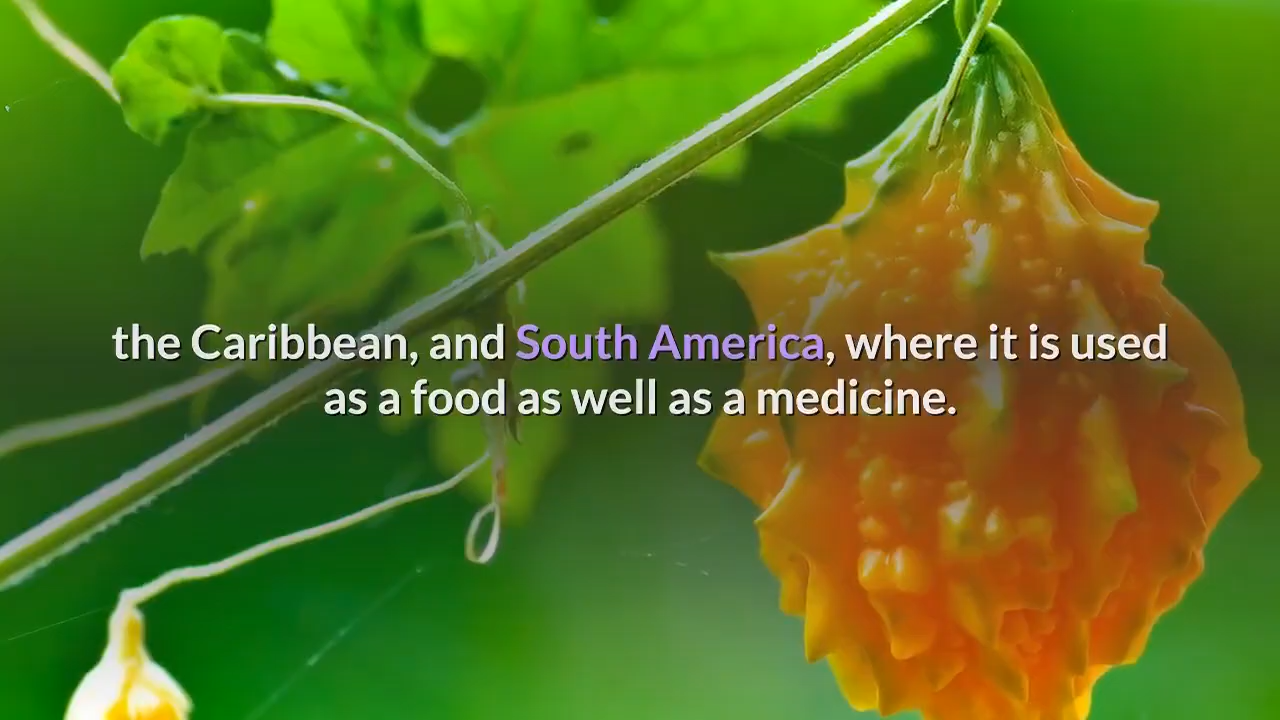 the Caribbean, and South America, where it is used
as a food as well as a medicine.